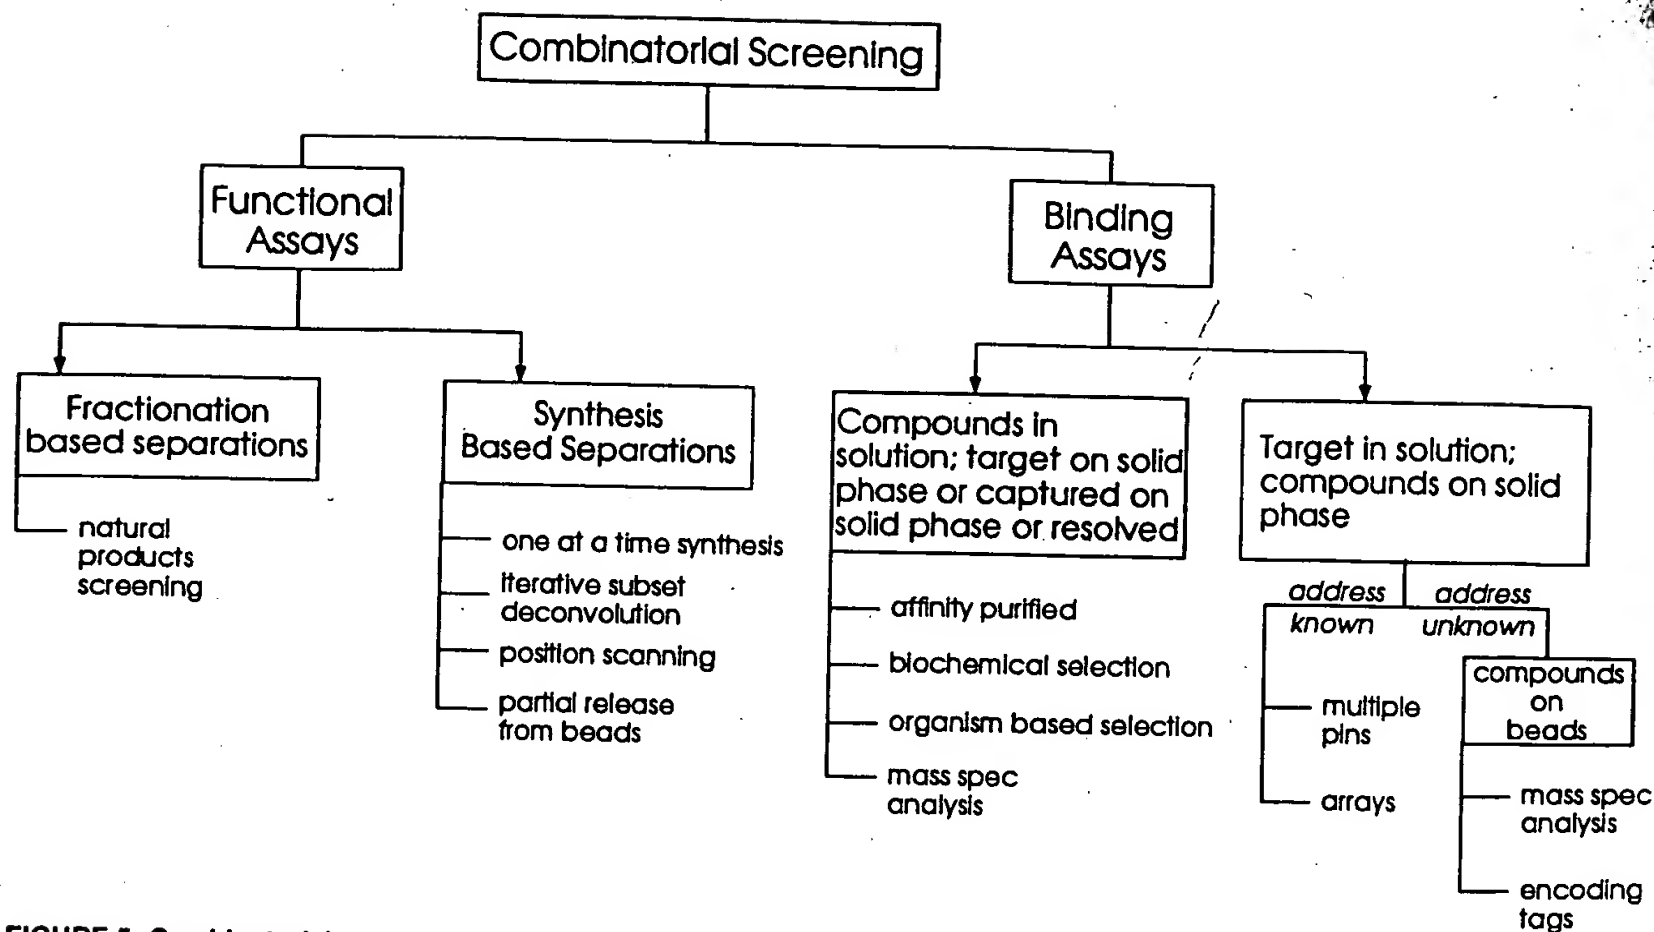 Combinatorial Screening
Functional
Assays
Binding
Assays
Fractionation
based separations
natural
products
screening
Synthesis
Based Separations
one at a time synthesis
iterative subset
deconvolution
position scanning
partial release
from beads
Compounds in
solution; target on solid
phase or captured on
solid phase or resolved
affinity purified
biochemical selection
organism based selection
mass spec
analysis
Target in solution;
compounds on solid
phase
address
known
address
unknown
multiple
pins
arrays
compounds
on
beads
mass spec
analysis
encoding
tags